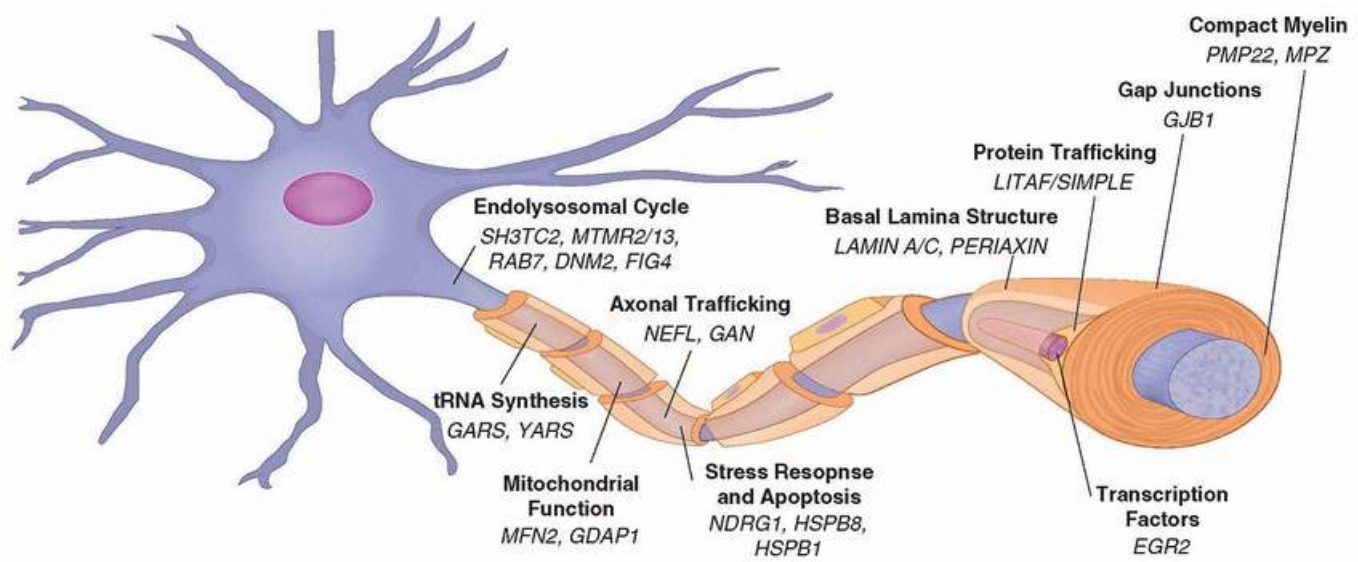 Compact Myelin
PMP22, MPZ
Gap Junctions
GJB1
Protein Trafficking
LITAF/SIMPLE
Basal Lamina Structure
LAMIN A/C, PERIAXIN
Endolysosomal Cycle
SH3TC2, MTMR2/13,
RAB7, DNM2, FIG4
Axonal Trafficking
NEFL, GAN
tRNA Synthesis
GARS, YARS
Mitochondrial
Function
MFN2, GDAP1
Stress Resopnse
and Apoptosis
NDRG1, HSPB8,
HSPB1
Transcription
Factors
EGR2